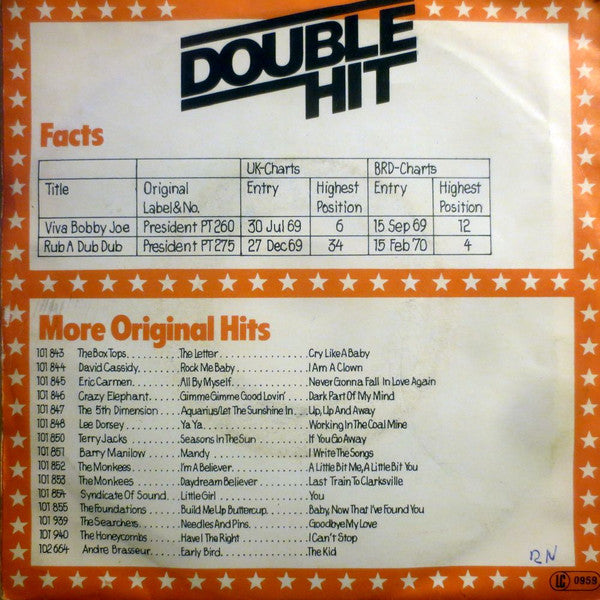 DOUBLE
HIT
Facts
UK-Charts BRD-Charts
Title Original Label&No. Entry Highest Position Entry Highest Position
Viva Bobby Joe President PT 260 30 Jul 69 6 15 Sep 69 12
Rub A Dub Dub President PT 275 27 Dec 69 34 15 Feb 70 4
More Original Hits
101 843 The Box Tops........The Letter............Cry Like A Baby
101 844 David Cassidy.......Rock Me Baby..........I Am A Clown
101 845 Eric Carmen.........All By Myself.........Never Gonna Fall In Love Again
101 846 Crazy Elephant......Gimme Gimme Good Lovin'....Dark Part Of My Mind
101 847 The 5th Dimension...Aquarius/Let The Sunshine In....Up, Up And Away
101 848 Lee Dorsey..........Ya Ya.................Working In The Coal Mine
101 850 Terry Jacks.........Seasons In The Sun....If You Go Away
101 851 Barry Manilow.......Mandy.................I Write The Songs
101 852 The Monkees.........I'm A Believer........A Little Bit Me, A Little Bit You
101 853 The Monkees.........Daydream Believer.....Last Train To Clarksville
101 854 Syndicate Of Sound..Little Girl...........You
101 855 The Foundations.....Build Me Up Buttercup....Baby, Now That I've Found You
101 939 The Searchers.......Needles And Pins......Goodbye My Love
101 940 The Honeycombs......Have I The Right......I Can't Stop
102 664 Andre Brasseur......Early Bird............The Kid
RN
LC 0959